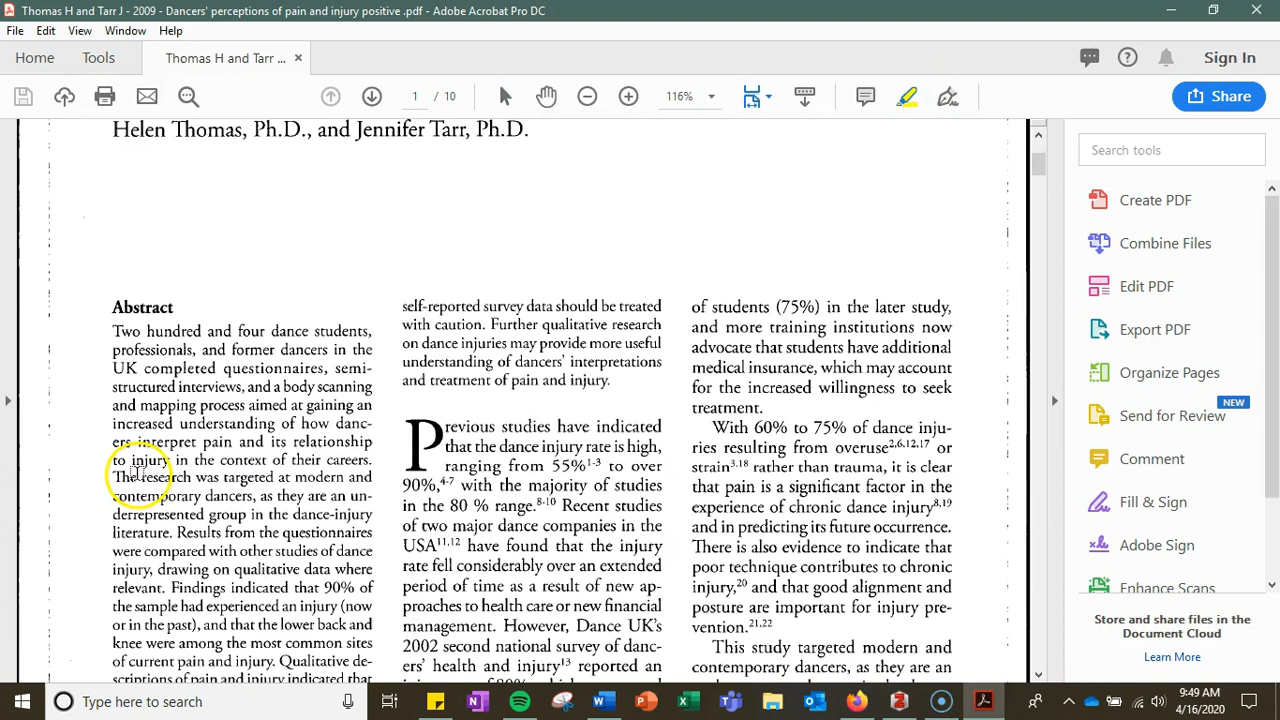 Thomas H and Tarr J - 2009 - Dancers' perceptions of pain and injury positive .pdf - Adobe Acrobat Pro DC
File Edit View Window Help
Home Tools Thomas H and Tarr ... × Sign In
1 / 10 116% Share
Helen Thomas, Ph.D., and Jennifer Tarr, Ph.D.
Abstract
Two hundred and four dance students,
professionals, and former dancers in the
UK completed questionnaires, semi-
structured interviews, and a body scanning
and mapping process aimed at gaining an
increased understanding of how danc-
ers interpret pain and its relationship
to injury in the context of their careers.
The research was targeted at modern and
contemporary dancers, as they are an un-
derrepresented group in the dance-injury
literature. Results from the questionnaires
were compared with other studies of dance
injury, drawing on qualitative data where
relevant. Findings indicated that 90% of
the sample had experienced an injury (now
or in the past), and that the lower back and
knee were among the most common sites
of current pain and injury. Qualitative de-
scriptions of pain and injury indicated that
self-reported survey data should be treated
with caution. Further qualitative research
on dance injuries may provide more useful
understanding of dancers' interpretations
and treatment of pain and injury.
Previous studies have indicated
that the dance injury rate is high,
ranging from 55%1-3 to over
90%,4-7 with the majority of studies
in the 80 % range.8-10 Recent studies
of two major dance companies in the
USA11,12 have found that the injury
rate fell considerably over an extended
period of time as a result of new ap-
proaches to health care or new financial
management. However, Dance UK's
2002 second national survey of danc-
ers' health and injury13 reported an
of students (75%) in the later study,
and more training institutions now
advocate that students have additional
medical insurance, which may account
for the increased willingness to seek
treatment.
With 60% to 75% of dance inju-
ries resulting from overuse2,6,12,17 or
strain3,18 rather than trauma, it is clear
that pain is a significant factor in the
experience of chronic dance injury8,19
and in predicting its future occurrence.
There is also evidence to indicate that
poor technique contributes to chronic
injury,20 and that good alignment and
posture are important for injury pre-
vention.21,22
This study targeted modern and
contemporary dancers, as they are an
Search tools
Create PDF
Combine Files
Edit PDF
Export PDF
Organize Pages
NEW
Send for Review
Comment
Fill & Sign
Adobe Sign
Enhance Scans
Store and share files in the
Document Cloud
Learn More
Type here to search
9:49 AM
4/16/2020